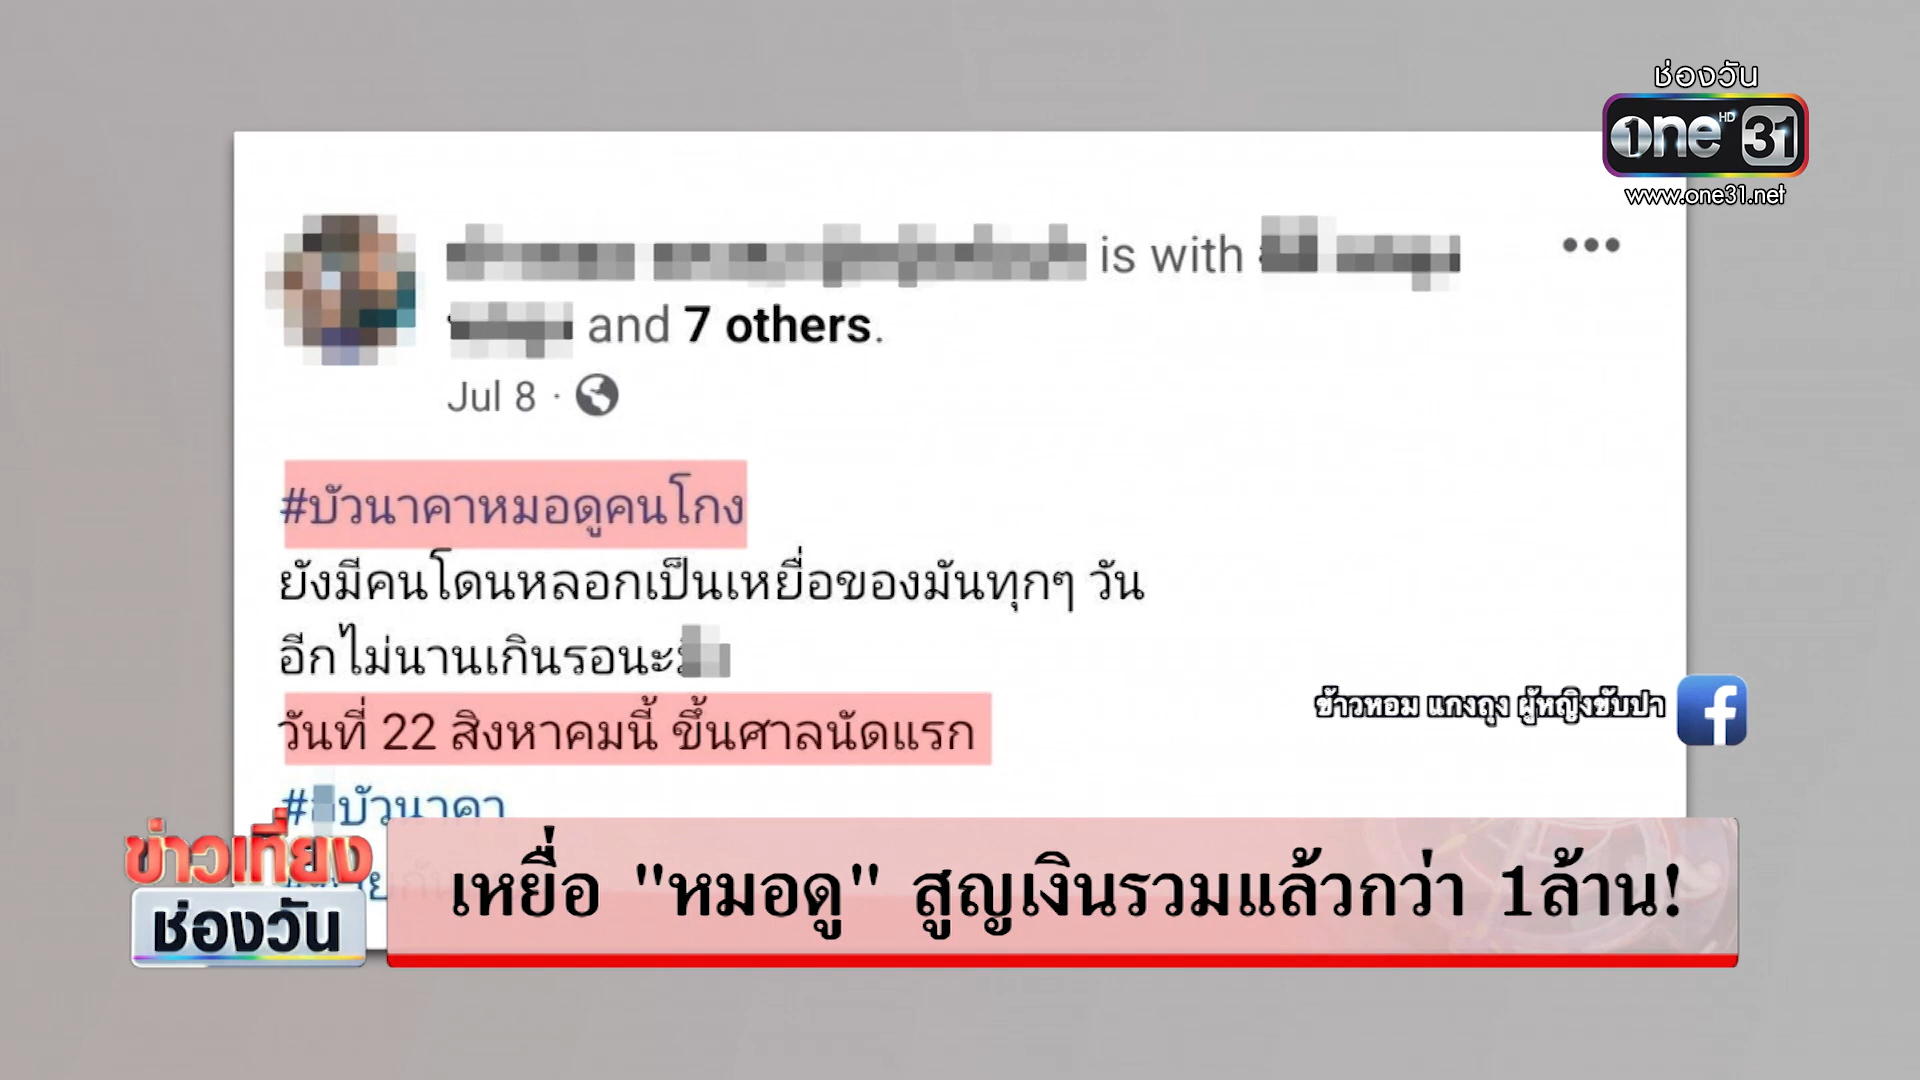 ช่องวัน
one HD 31
www.one31.net
is with
and 7 others.
Jul 8 ·
#บัวนาคาหมอดูคนโกง
ยังมีคนโดนหลอกเป็นเหยื่อของมันทุกๆ วัน
อีกไม่นานเกินรอนะ
วันที่ 22 สิงหาคมนี้ ขึ้นศาลนัดแรก
ข้าวหอม แกงถุง ผู้หญิงขับปา
บัวนาคา
ข่าวเที่ยง
ช่องวัน
เหยื่อ "หมอดู" สูญเงินรวมแล้วกว่า 1ล้าน!